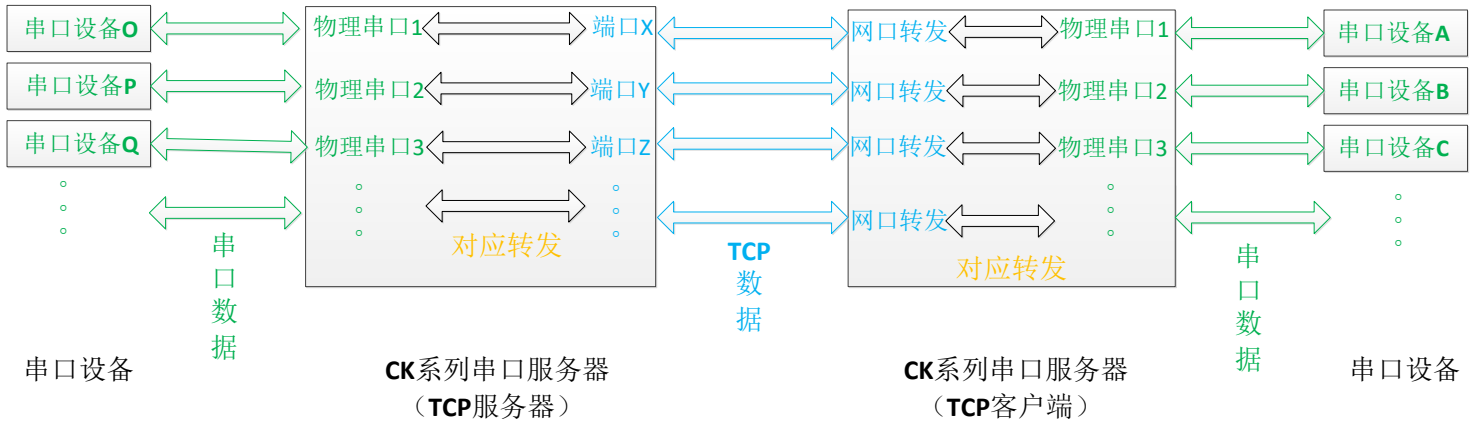 串口设备O 物理串口1 端口X 网口转发 物理串口1 串口设备A
串口设备P 物理串口2 端口Y 网口转发 物理串口2 串口设备B
串口设备Q 物理串口3 端口Z 网口转发 物理串口3 串口设备C
网口转发
对应转发
对应转发
串口数据
TCP数据
串口数据
串口设备
CK系列串口服务器
（TCP服务器）
CK系列串口服务器
（TCP客户端）
串口设备